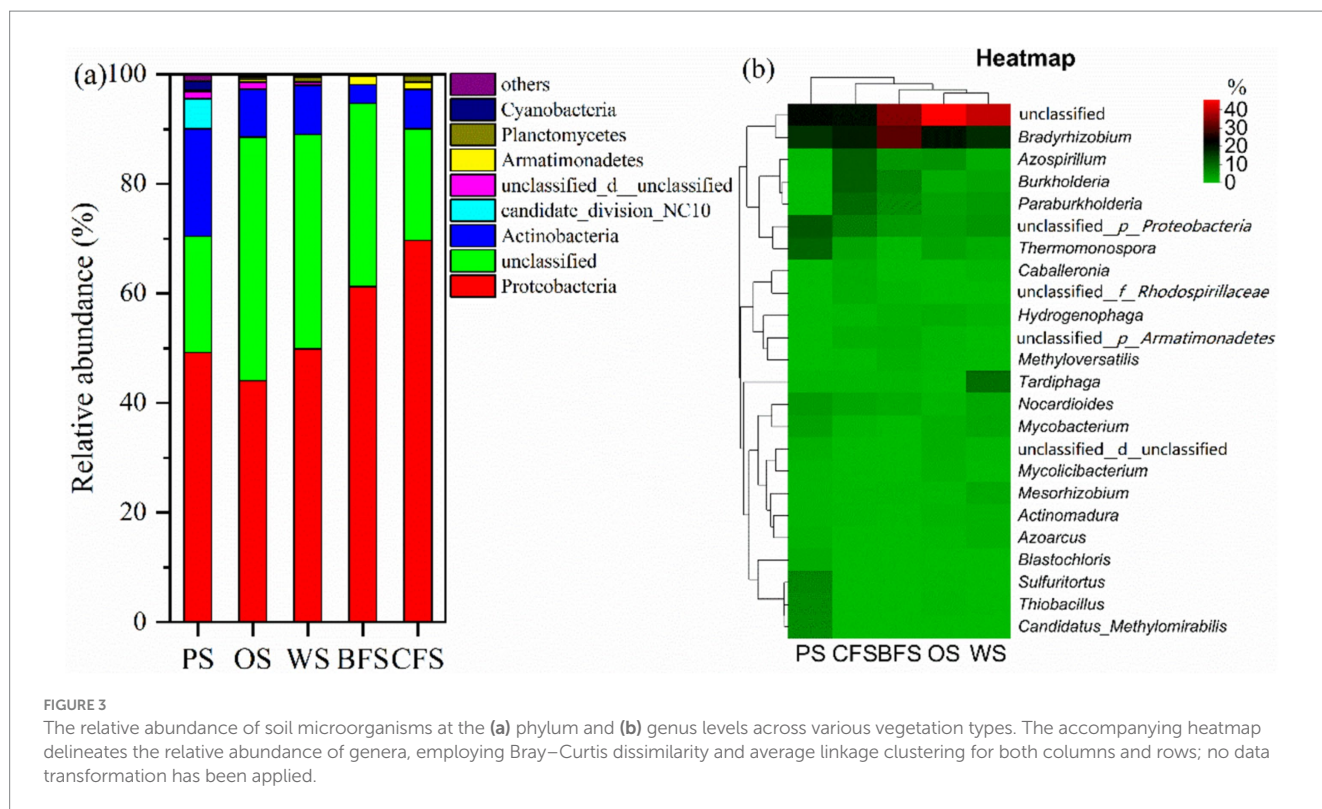 (a)
Relative abundance (%)
100
80
60
40
20
0
PS OS WS BFS CFS
others
Cyanobacteria
Planctomycetes
Armatimonadetes
unclassified_d__unclassified
candidate_division_NC10
Actinobacteria
unclassified
Proteobacteria
(b)
Heatmap
%
40
30
20
10
0
unclassified
Bradyrhizobium
Azospirillum
Burkholderia
Paraburkholderia
unclassified__p__Proteobacteria
Thermomonospora
Caballeronia
unclassified__f__Rhodospirillaceae
Hydrogenophaga
unclassified__p__Armatimonadetes
Methyloversatilis
Tardiphaga
Nocardioides
Mycobacterium
unclassified__d__unclassified
Mycolicibacterium
Mesorhizobium
Actinomadura
Azoarcus
Blastochloris
Sulfuritortus
Thiobacillus
Candidatus_Methylomirabilis
PS CFS BFS OS WS
FIGURE 3
The relative abundance of soil microorganisms at the (a) phylum and (b) genus levels across various vegetation types. The accompanying heatmap
delineates the relative abundance of genera, employing Bray–Curtis dissimilarity and average linkage clustering for both columns and rows; no data
transformation has been applied.